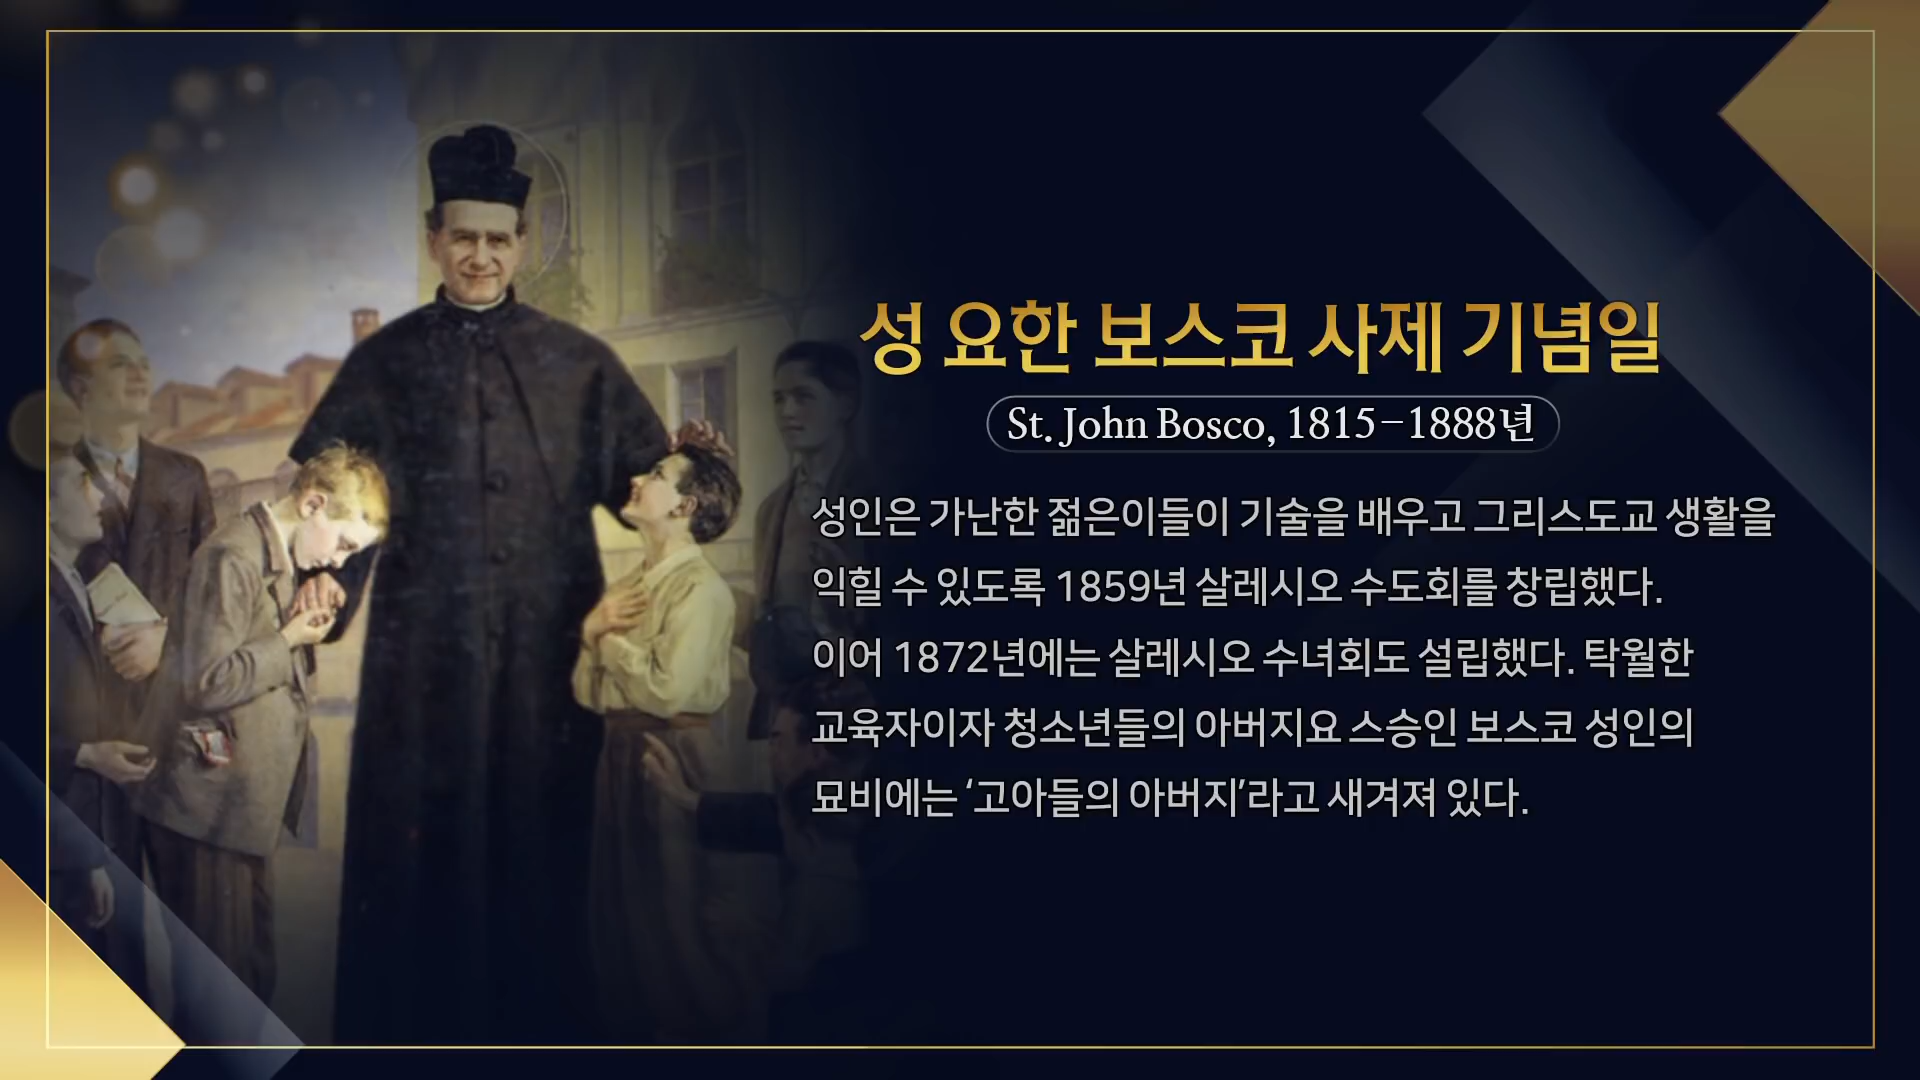 성 요한 보스코 사제 기념일
St. John Bosco, 1815-1888년
성인은 가난한 젊은이들이 기술을 배우고 그리스도교 생활을
익힐 수 있도록 1859년 살레시오 수도회를 창립했다.
이어 1872년에는 살레시오 수녀회도 설립했다. 탁월한
교육자이자 청소년들의 아버지요 스승인 보스코 성인의
묘비에는 ‘고아들의 아버지’라고 새겨져 있다.